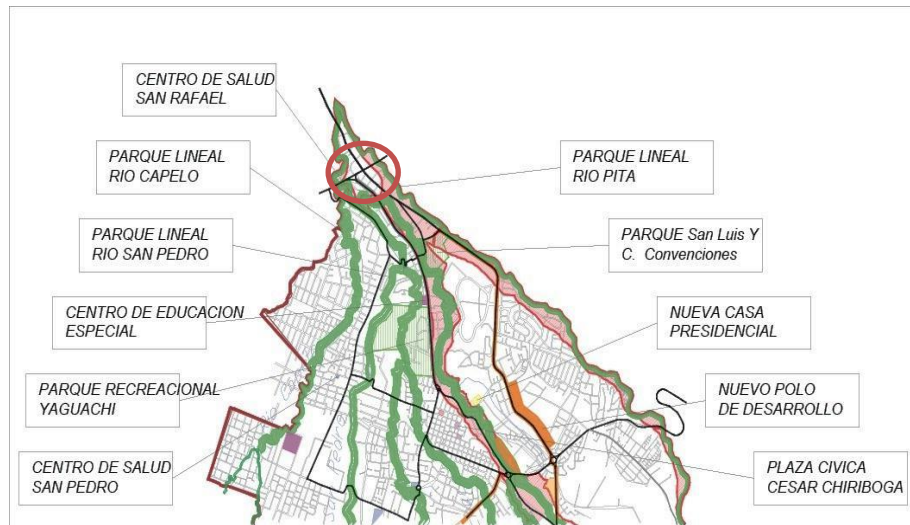 CENTRO DE SALUD
SAN RAFAEL
PARQUE LINEAL
RIO CAPELO
PARQUE LINEAL
RIO PITA
PARQUE LINEAL
RIO SAN PEDRO
PARQUE San Luis Y
C. Convenciones
CENTRO DE EDUCACION
ESPECIAL
NUEVA CASA
PRESIDENCIAL
PARQUE RECREACIONAL
YAGUACHI
NUEVO POLO
DE DESARROLLO
CENTRO DE SALUD
SAN PEDRO
PLAZA CIVICA
CESAR CHIRIBOGA